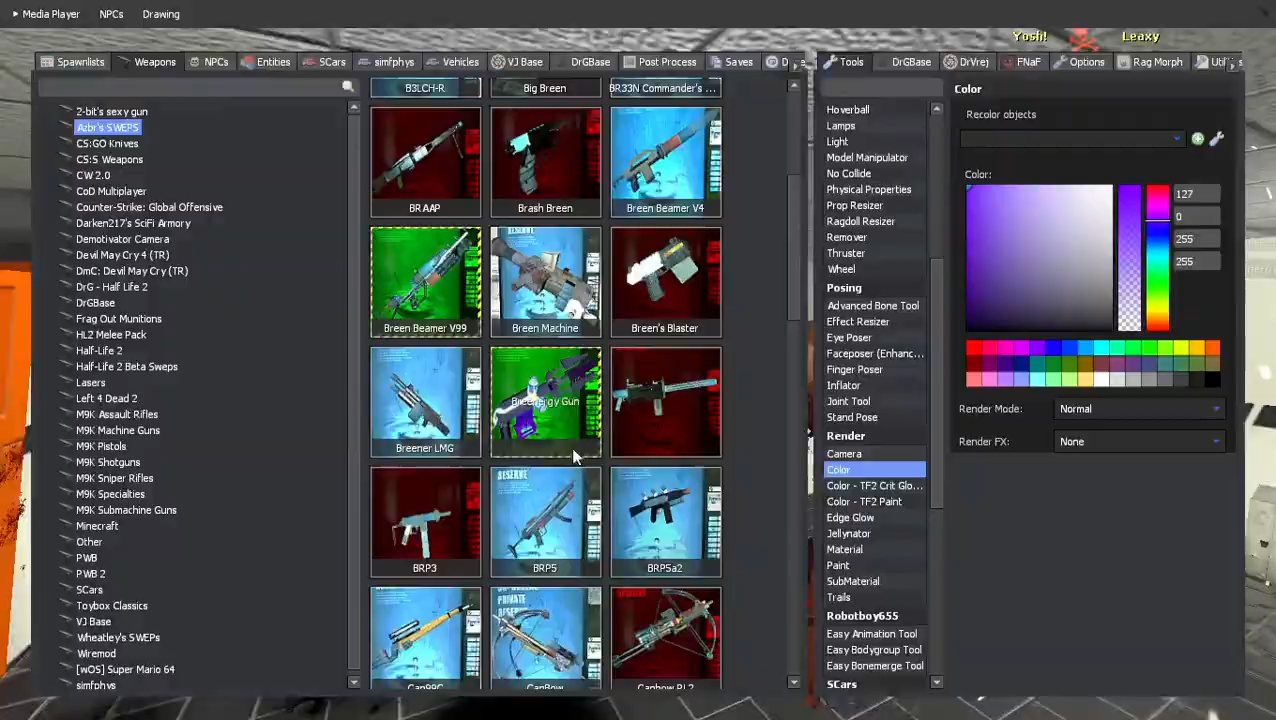 Media Player NPCs Drawing
Yosh! Leaxy
Spawnlists Weapons NPCs Entities SCars simfphys Vehicles VJ Base DrGBase Post Process Saves D
Tools DrGBase DrVrej FNaF Options Rag Morph
2-bit's sexy gun
Azbr's SWEPS
CS:GO Knives
CS:S Weapons
CW 2.0
CoD Multiplayer
Counter-Strike: Global Offensive
Darken217's SciFi Armory
Demotivator Camera
Devil May Cry 4 (TR)
DmC: Devil May Cry (TR)
DrG - Half Life 2
DrGBase
Frag Out Munitions
HL2 Melee Pack
Half-Life 2
Half-Life 2 Beta Sweps
Lasers
Left 4 Dead 2
M9K Assault Rifles
M9K Machine Guns
M9K Pistols
M9K Shotguns
M9K Sniper Rifles
M9K Specialties
M9K Submachine Guns
Minecraft
Other
PWB
PWB 2
SCars
Toybox Classics
VJ Base
Wheatley's SWEPs
Wiremod
[wOS] Super Mario 64
simfphys
B3LCH-R Big Breen BR33N Commander's ...
BRAAP Brash Breen Breen Beamer V4
Breen Beamer V99 Breen Machine Breen's Blaster
Breener LMG Breenergy Gun
BRP3 BRP5 BRP5a2
Hoverball
Lamps
Light
Model Manipulator
No Collide
Physical Properties
Prop Resizer
Ragdoll Resizer
Remover
Thruster
Wheel
Posing
Advanced Bone Tool
Effect Resizer
Eye Poser
Faceposer (Enhanc...
Finger Poser
Inflator
Joint Tool
Stand Pose
Render
Camera
Color
Color - TF2 Crit Glo...
Color - TF2 Paint
Edge Glow
Jellynator
Material
Paint
SubMaterial
Trails
Robotboy655
Easy Animation Tool
Easy Bodygroup Tool
Easy Bonemerge Tool
SCars
Color
Recolor objects
Color:
127
0
255
255
Render Mode: Normal
Render FX: None